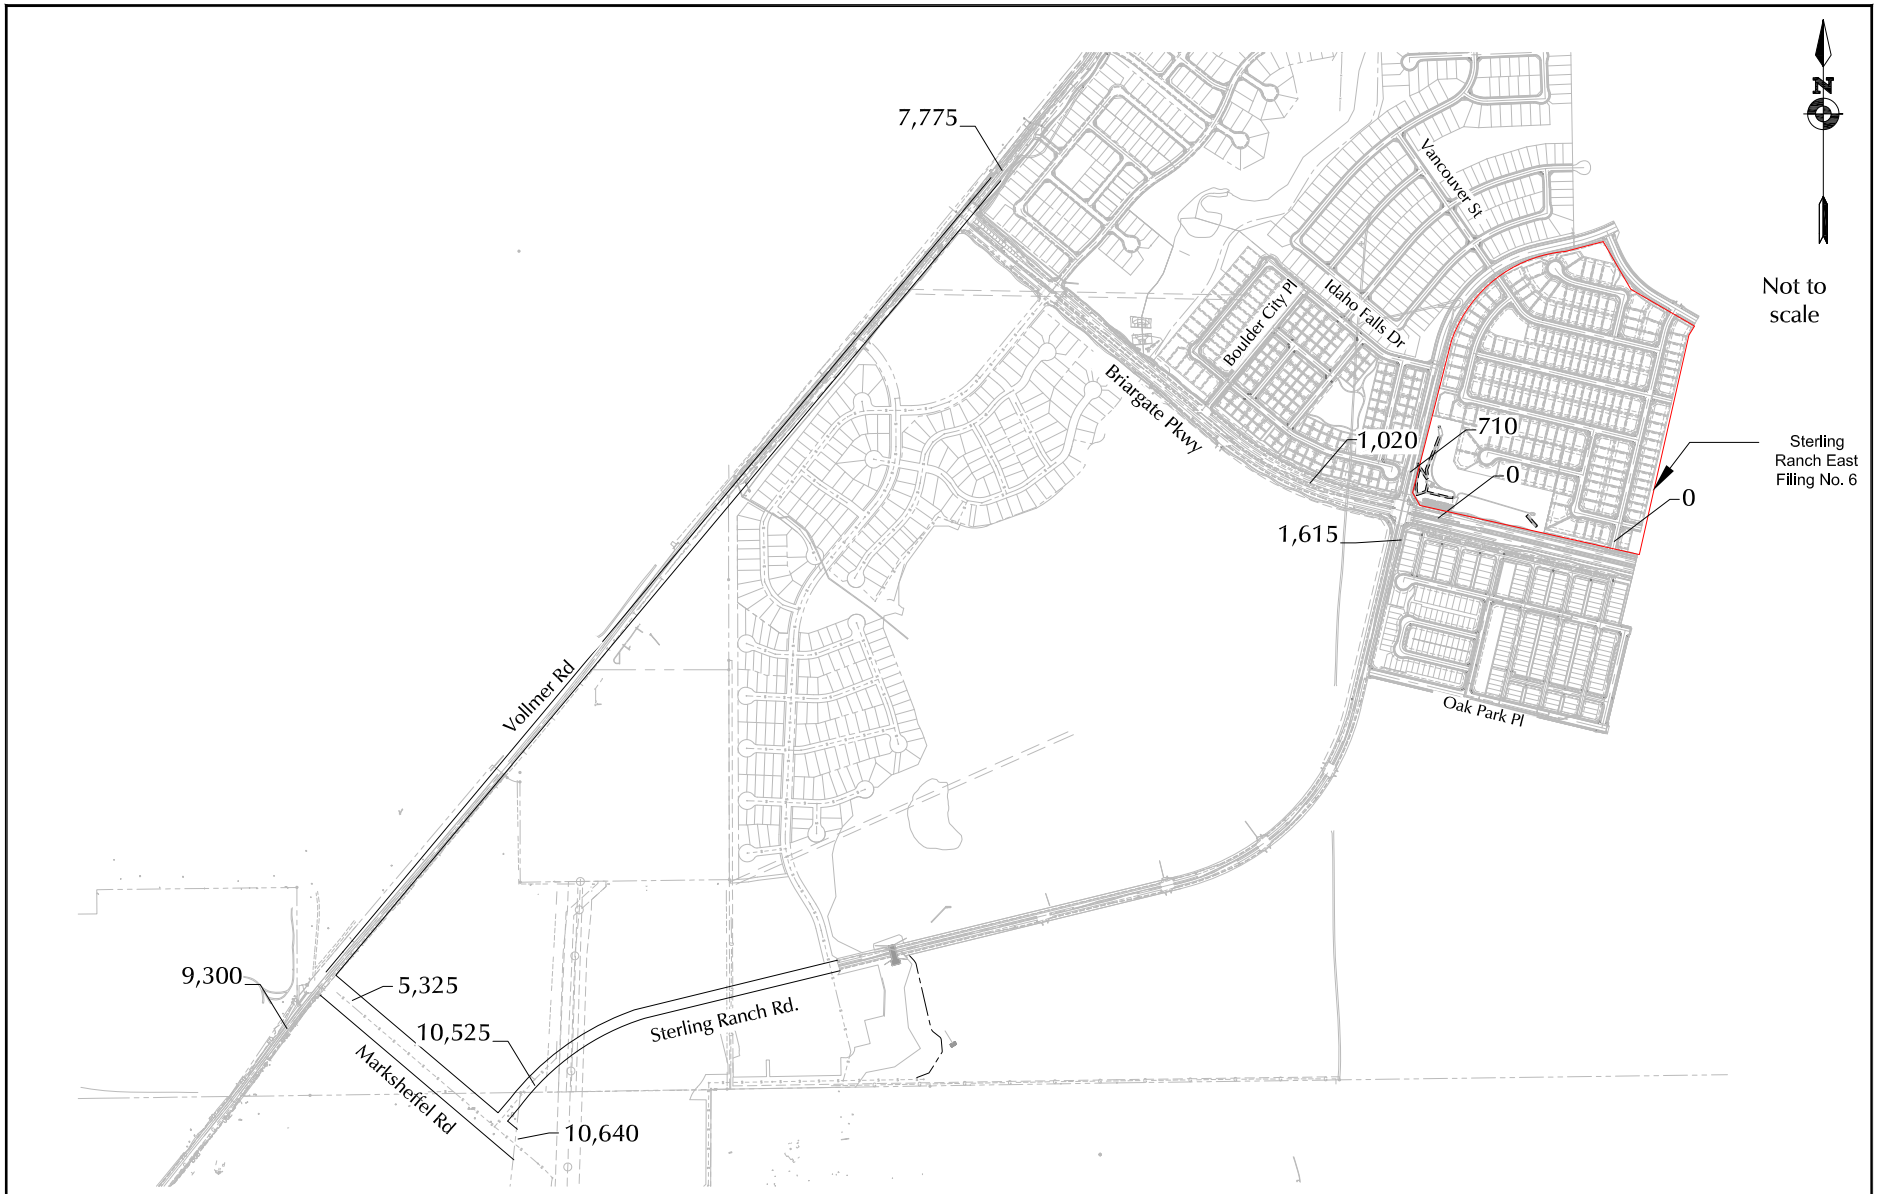 N
Not to
scale
7,775
Vancouver St
Idaho Falls Dr
Boulder City Pl
Briargate Pkwy
1,020
710
0
0
Sterling
Ranch East
Filing No. 6
1,615
Vollmer Rd
Oak Park Pl
9,300
5,325
10,525
Sterling Ranch Rd.
Marksheffel Rd
10,640